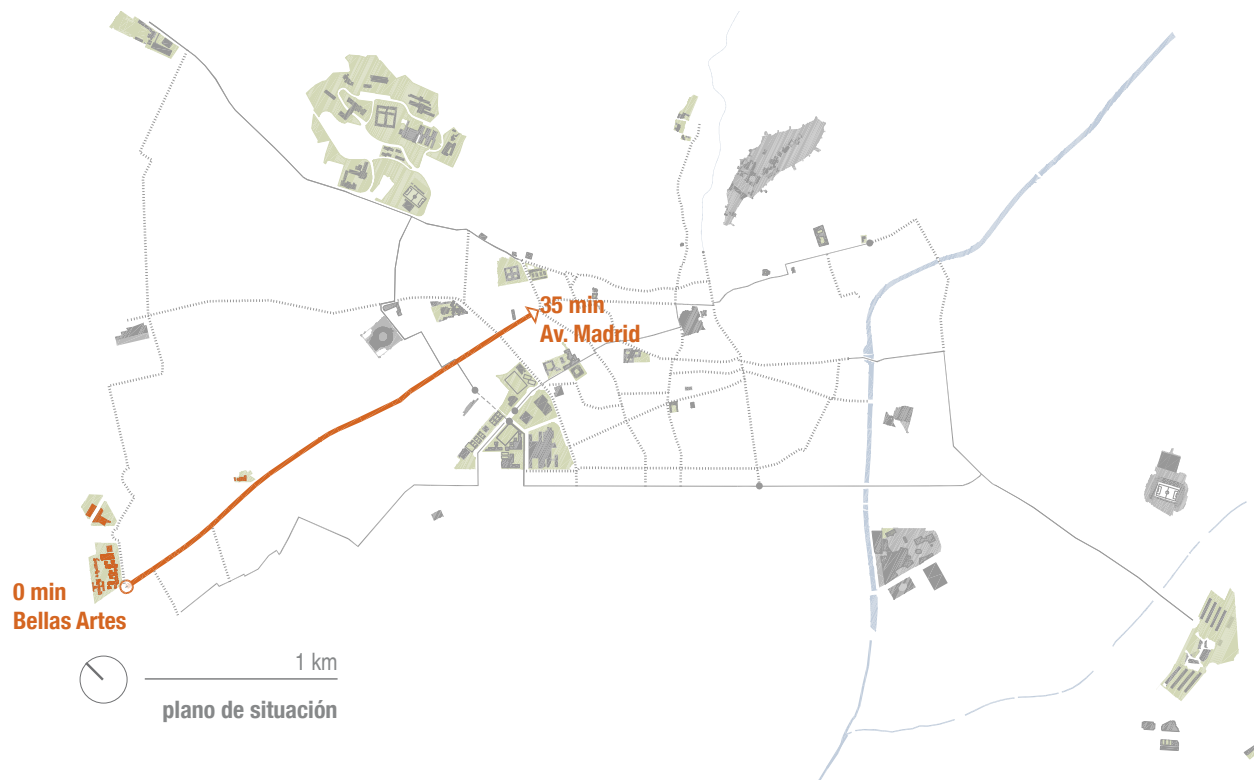 35 min
Av. Madrid
0 min
Bellas Artes
1 km
plano de situación